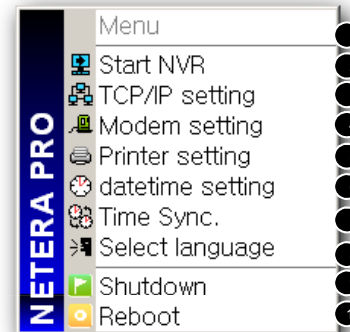 Menu
Start NVR
TCP/IP setting
Modem setting
Printer setting
datetime setting
Time Sync.
Select language
Shutdown
Reboot
NETERA PRO